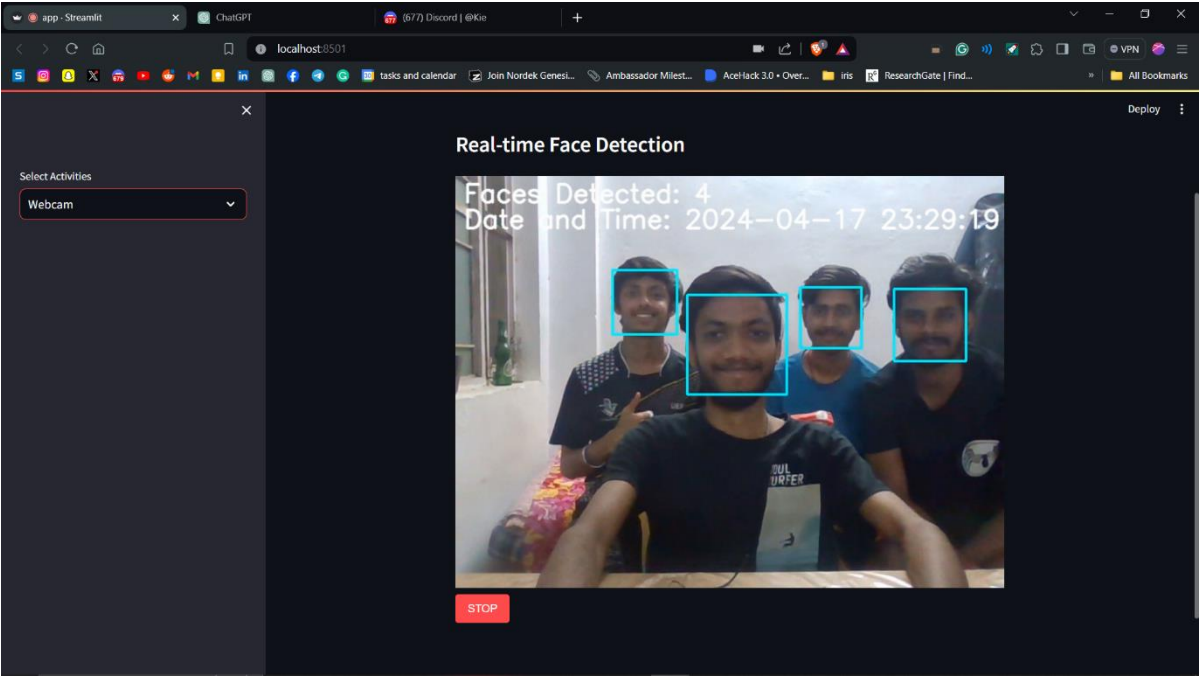 app · Streamlit
ChatGPT
(677) Discord | @Kie
localhost:8501
VPN
tasks and calendar
Join Nordek Genesi...
Ambassador Milest...
AceHack 3.0 • Over...
iris
ResearchGate | Find...
»
All Bookmarks
Deploy
Real-time Face Detection
Select Activities
Webcam
Faces Detected: 4
Date and Time: 2024-04-17 23:29:19
OUL
URFER
STOP